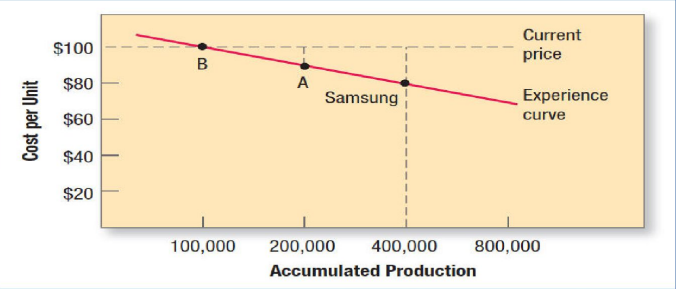 Cost per Unit
$100
$80
$60
$40
$20
B
A
Samsung
Current
price
Experience
curve
100,000 200,000 400,000 800,000
Accumulated Production